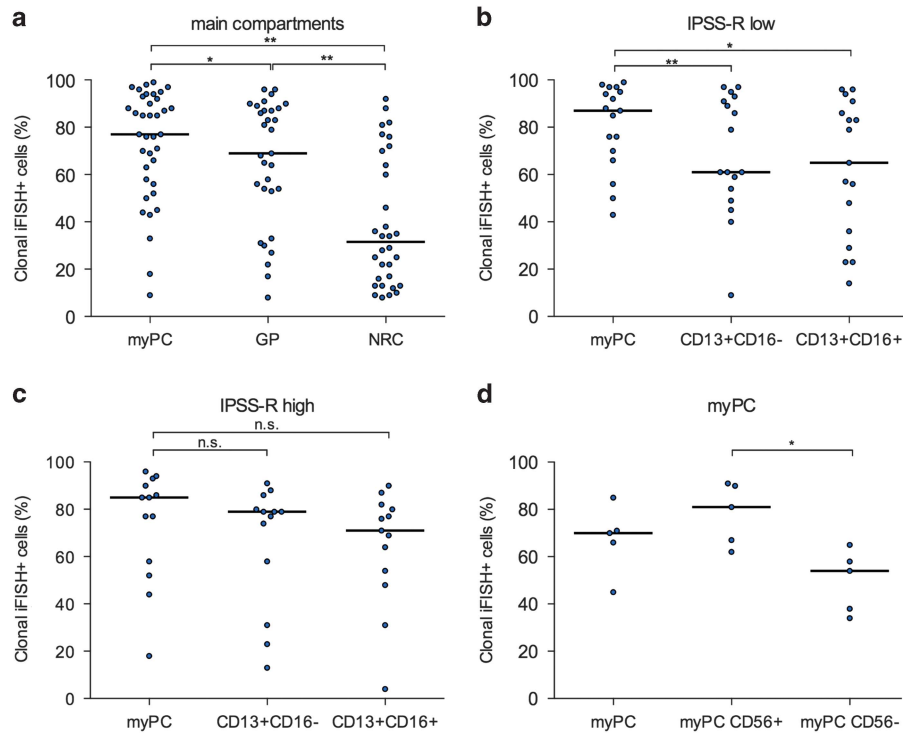 a
main compartments
**
*
**
Clonal iFISH+ cells (%)
100
80
60
40
20
0
myPC GP NRC
b
IPSS-R low
*
**
Clonal iFISH+ cells (%)
100
80
60
40
20
0
myPC CD13+CD16- CD13+CD16+
c
IPSS-R high
n.s.
n.s.
Clonal iFISH+ cells (%)
100
80
60
40
20
0
myPC CD13+CD16- CD13+CD16+
d
myPC
*
Clonal iFISH+ cells (%)
100
80
60
40
20
0
myPC myPC CD56+ myPC CD56-